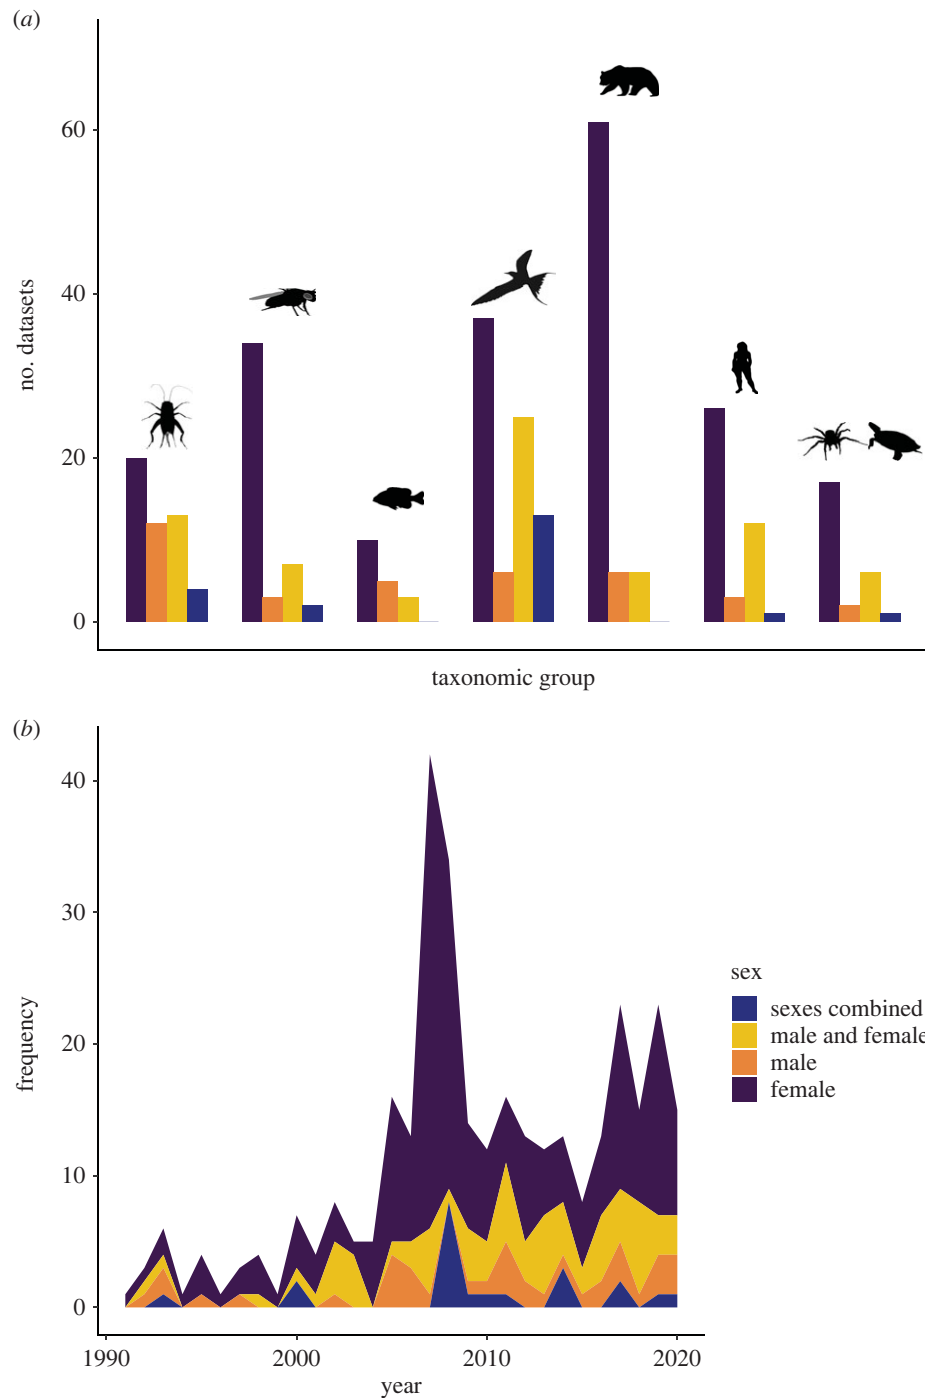 (a)
60
40
20
0
no. datasets
taxonomic group
(b)
40
30
20
10
0
frequency
1990 2000 2010 2020
year
sex
sexes combined
male and female
male
female